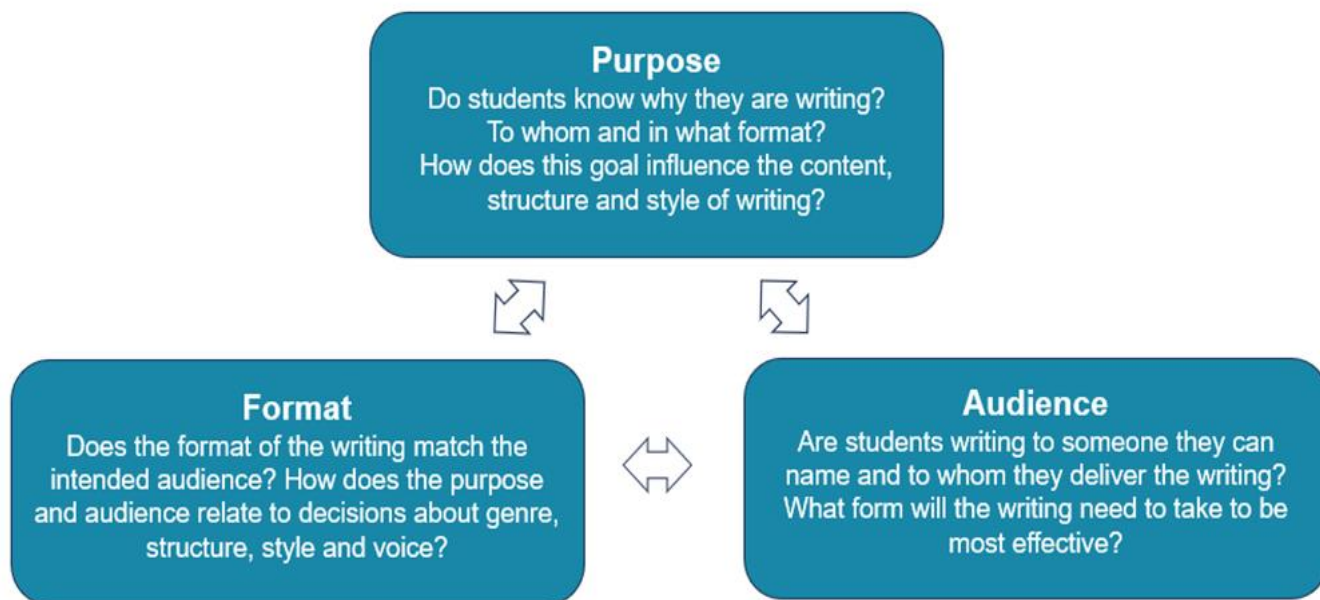 Purpose
Do students know why they are writing?
To whom and in what format?
How does this goal influence the content,
structure and style of writing?
Format
Does the format of the writing match the
intended audience? How does the purpose
and audience relate to decisions about genre,
structure, style and voice?
Audience
Are students writing to someone they can
name and to whom they deliver the writing?
What form will the writing need to take to be
most effective?